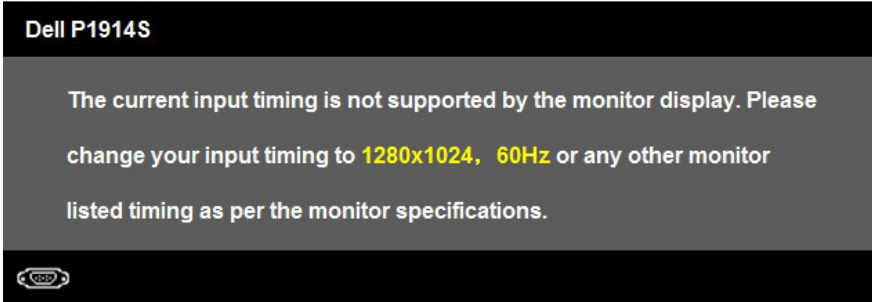 Dell P1914S
The current input timing is not supported by the monitor display. Please
change your input timing to 1280x1024，60Hz or any other monitor
listed timing as per the monitor specifications.